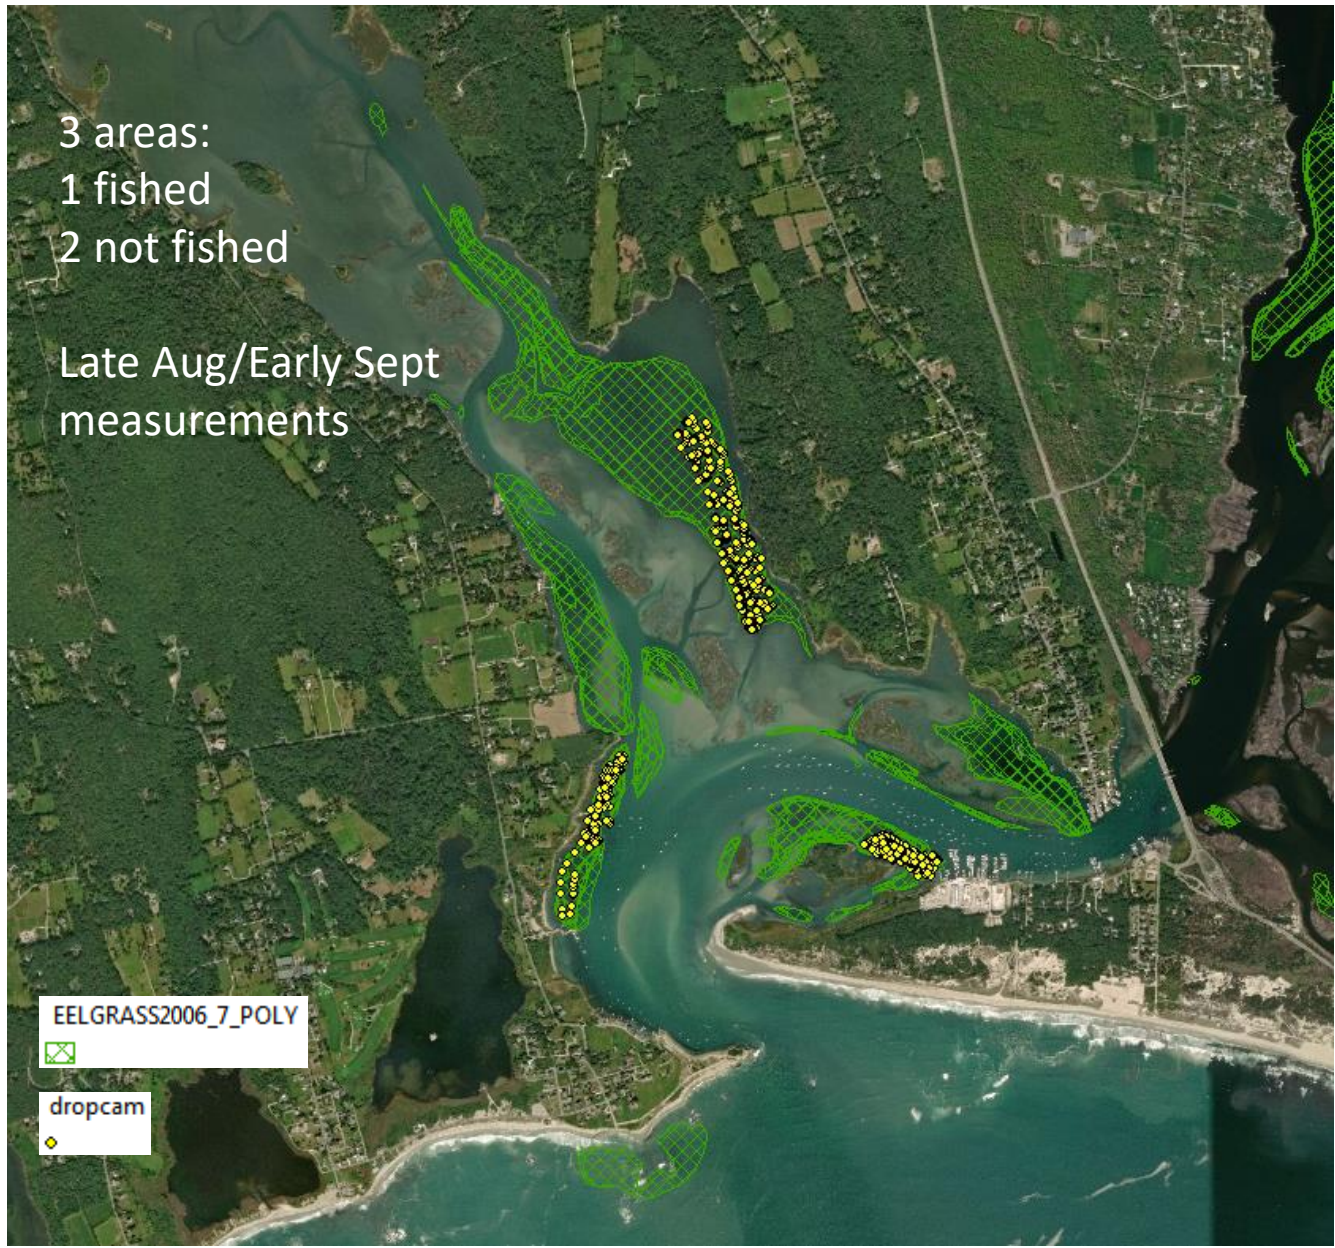 3 areas:
1 fished
2 not fished
Late Aug/Early Sept
measurements
EELGRASS2006_7_POLY
dropcam